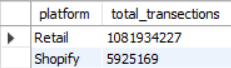 platform total_transections
Retail 1081934227
Shopify 5925169